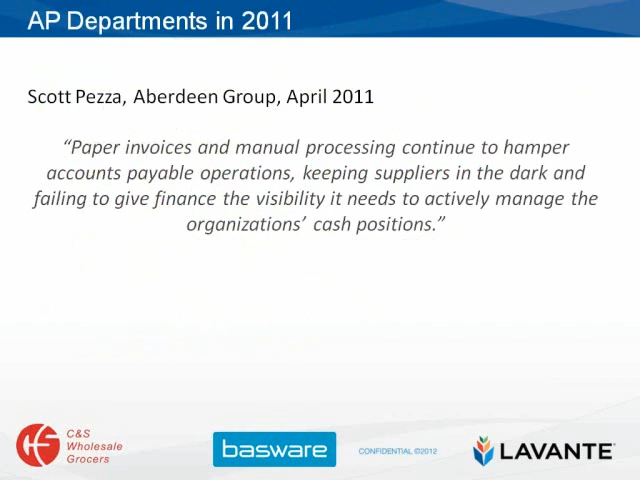 AP Departments in 2011
Scott Pezza, Aberdeen Group, April 2011
“Paper invoices and manual processing continue to hamper
accounts payable operations, keeping suppliers in the dark and
failing to give finance the visibility it needs to actively manage the
organizations’ cash positions.”
C&S
Wholesale
Grocers
basware
CONFIDENTIAL ©2012
LAVANTE